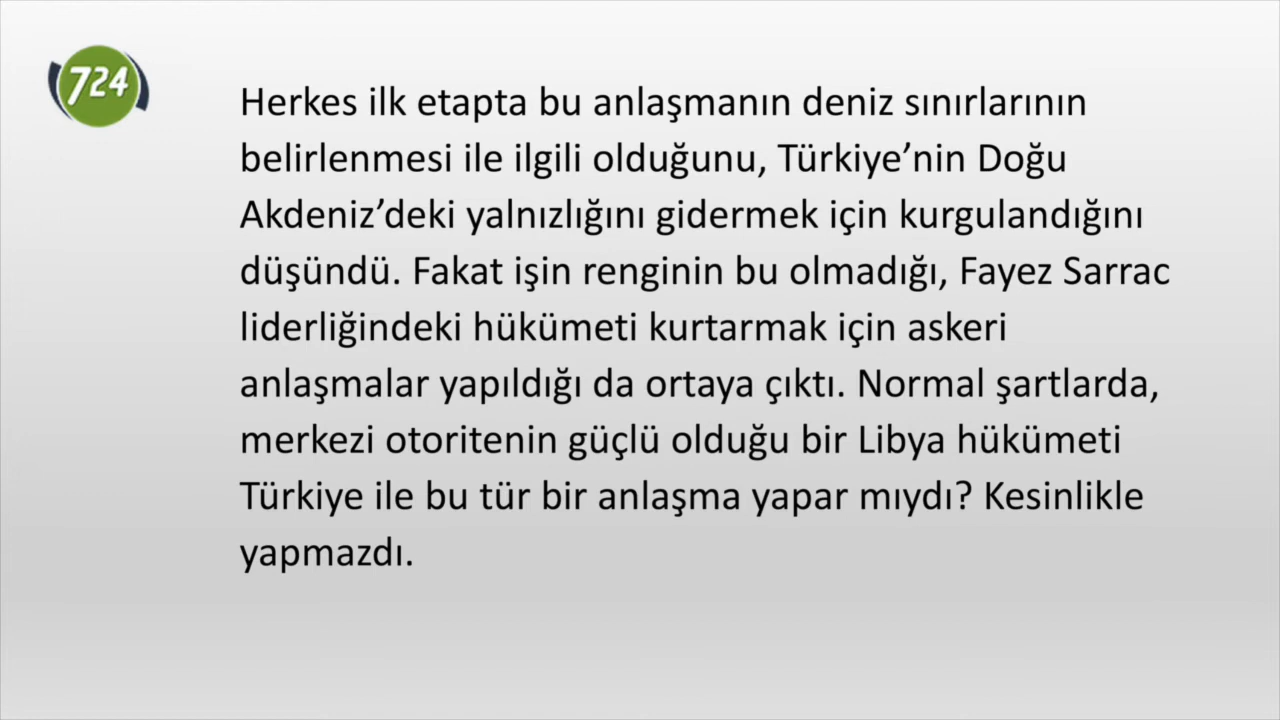 724
Herkes ilk etapta bu anlaşmanın deniz sınırlarının
belirlenmesi ile ilgili olduğunu, Türkiye’nin Doğu
Akdeniz’deki yalnızlığını gidermek için kurgulandığını
düşündü. Fakat işin renginin bu olmadığı, Fayez Sarrac
liderliğindeki hükümeti kurtarmak için askeri
anlaşmalar yapıldığı da ortaya çıktı. Normal şartlarda,
merkezi otoritenin güçlü olduğu bir Libya hükümeti
Türkiye ile bu tür bir anlaşma yapar mıydı? Kesinlikle
yapmazdı.